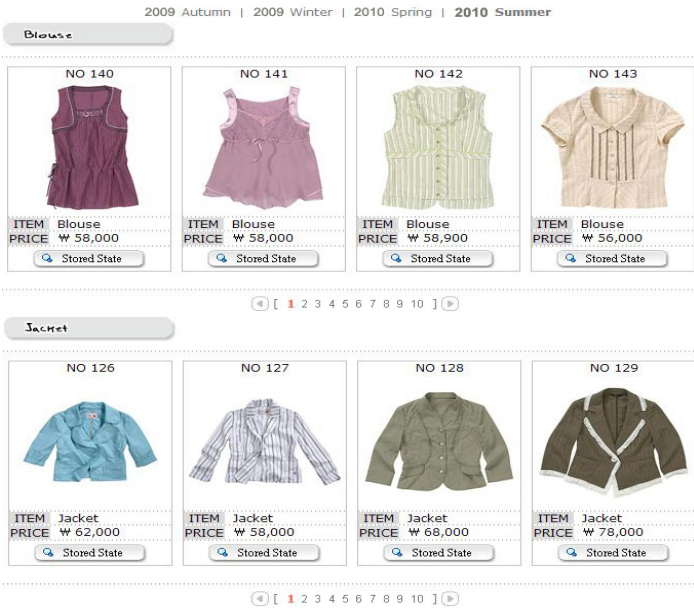 2009 Autumn | 2009 Winter | 2010 Spring | 2010 Summer
Blouse
NO 140 NO 141 NO 142 NO 143
ITEM Blouse ITEM Blouse ITEM Blouse ITEM Blouse
PRICE ₩ 58,000 PRICE ₩ 58,000 PRICE ₩ 58,900 PRICE ₩ 56,000
Stored State Stored State Stored State Stored State
[ 1 2 3 4 5 6 7 8 9 10 ]
Jacket
NO 126 NO 127 NO 128 NO 129
ITEM Jacket ITEM Jacket ITEM Jacket ITEM Jacket
PRICE ₩ 62,000 PRICE ₩ 58,000 PRICE ₩ 68,000 PRICE ₩ 78,000
Stored State Stored State Stored State Stored State
[ 1 2 3 4 5 6 7 8 9 10 ]